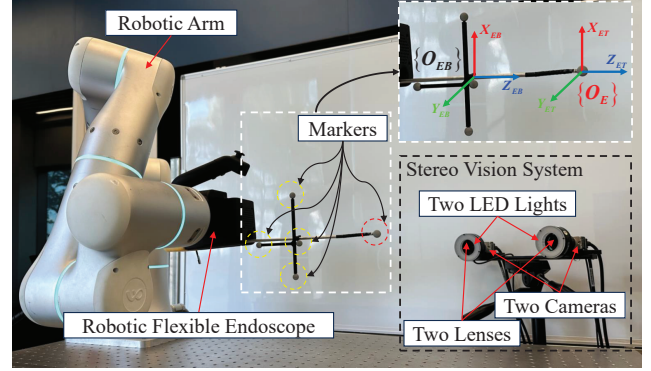 Robotic Arm
{O_EB}
X_EB
X_ET
Z_EB
Z_ET
Y_EB
Y_ET
{O_E}
Markers
Stereo Vision System
Two LED Lights
Two Cameras
Two Lenses
Robotic Flexible Endoscope